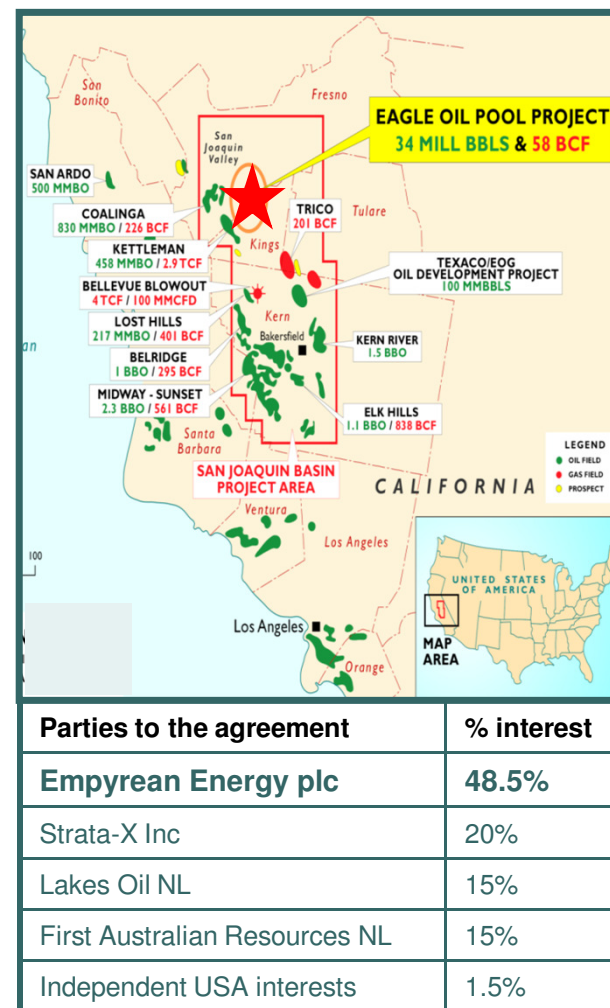 San
Bonito
Fresno
EAGLE OIL POOL PROJECT
34 MILL BBLS & 58 BCF
San
Joaquin
Valley
SAN ARDO
500 MMBO
COALINGA
830 MMBO / 226 BCF
TRICO
201 BCF
Tulare
KETTLEMAN
458 MMBO / 2.9 TCF
Kings
BELLEVUE BLOWOUT
4 TCF / 100 MMCFD
TEXACO/EOG
OIL DEVELOPMENT PROJECT
100 MMBBLS
LOST HILLS
217 MMBO / 401 BCF
Kern
Bakersfield
KERN RIVER
1.5 BBO
an
BELRIDGE
1 BBO / 295 BCF
MIDWAY - SUNSET
2.3 BBO / 561 BCF
ELK HILLS
1.1 BBO / 838 BCF
Santa
Barbara
SAN JOAQUIN BASIN
PROJECT AREA
LEGEND
OIL FIELD
GAS FIELD
PROSPECT
CALIFORNIA
Ventura
Los Angeles
100
UNITED STATES
OF AMERICA
Los Angeles
MAP
AREA
Orange
Parties to the agreement % interest
Empyrean Energy plc 48.5%
Strata-X Inc 20%
Lakes Oil NL 15%
First Australian Resources NL 15%
Independent USA interests 1.5%